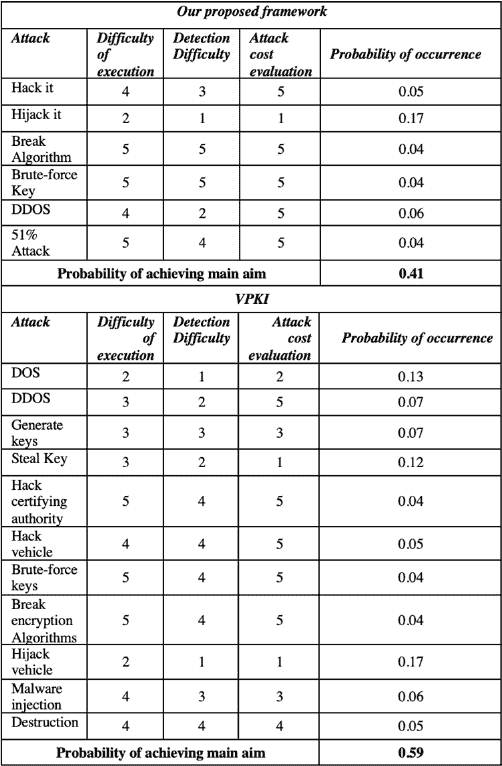 Our proposed framework
Attack Difficulty of execution Detection Difficulty Attack cost evaluation Probability of occurrence
Hack it 4 3 5 0.05
Hijack it 2 1 1 0.17
Break Algorithm 5 5 5 0.04
Brute-force Key 5 5 5 0.04
DDOS 4 2 5 0.06
51% Attack 5 4 5 0.04
Probability of achieving main aim 0.41
VPKI
Attack Difficulty of execution Detection Difficulty Attack cost evaluation Probability of occurrence
DOS 2 1 2 0.13
DDOS 3 2 5 0.07
Generate keys 3 3 3 0.07
Steal Key 3 2 1 0.12
Hack certifying authority 5 4 5 0.04
Hack vehicle 4 4 5 0.05
Brute-force keys 5 4 5 0.04
Break encryption Algorithms 5 4 5 0.04
Hijack vehicle 2 1 1 0.17
Malware injection 4 3 3 0.06
Destruction 4 4 4 0.05
Probability of achieving main aim 0.59